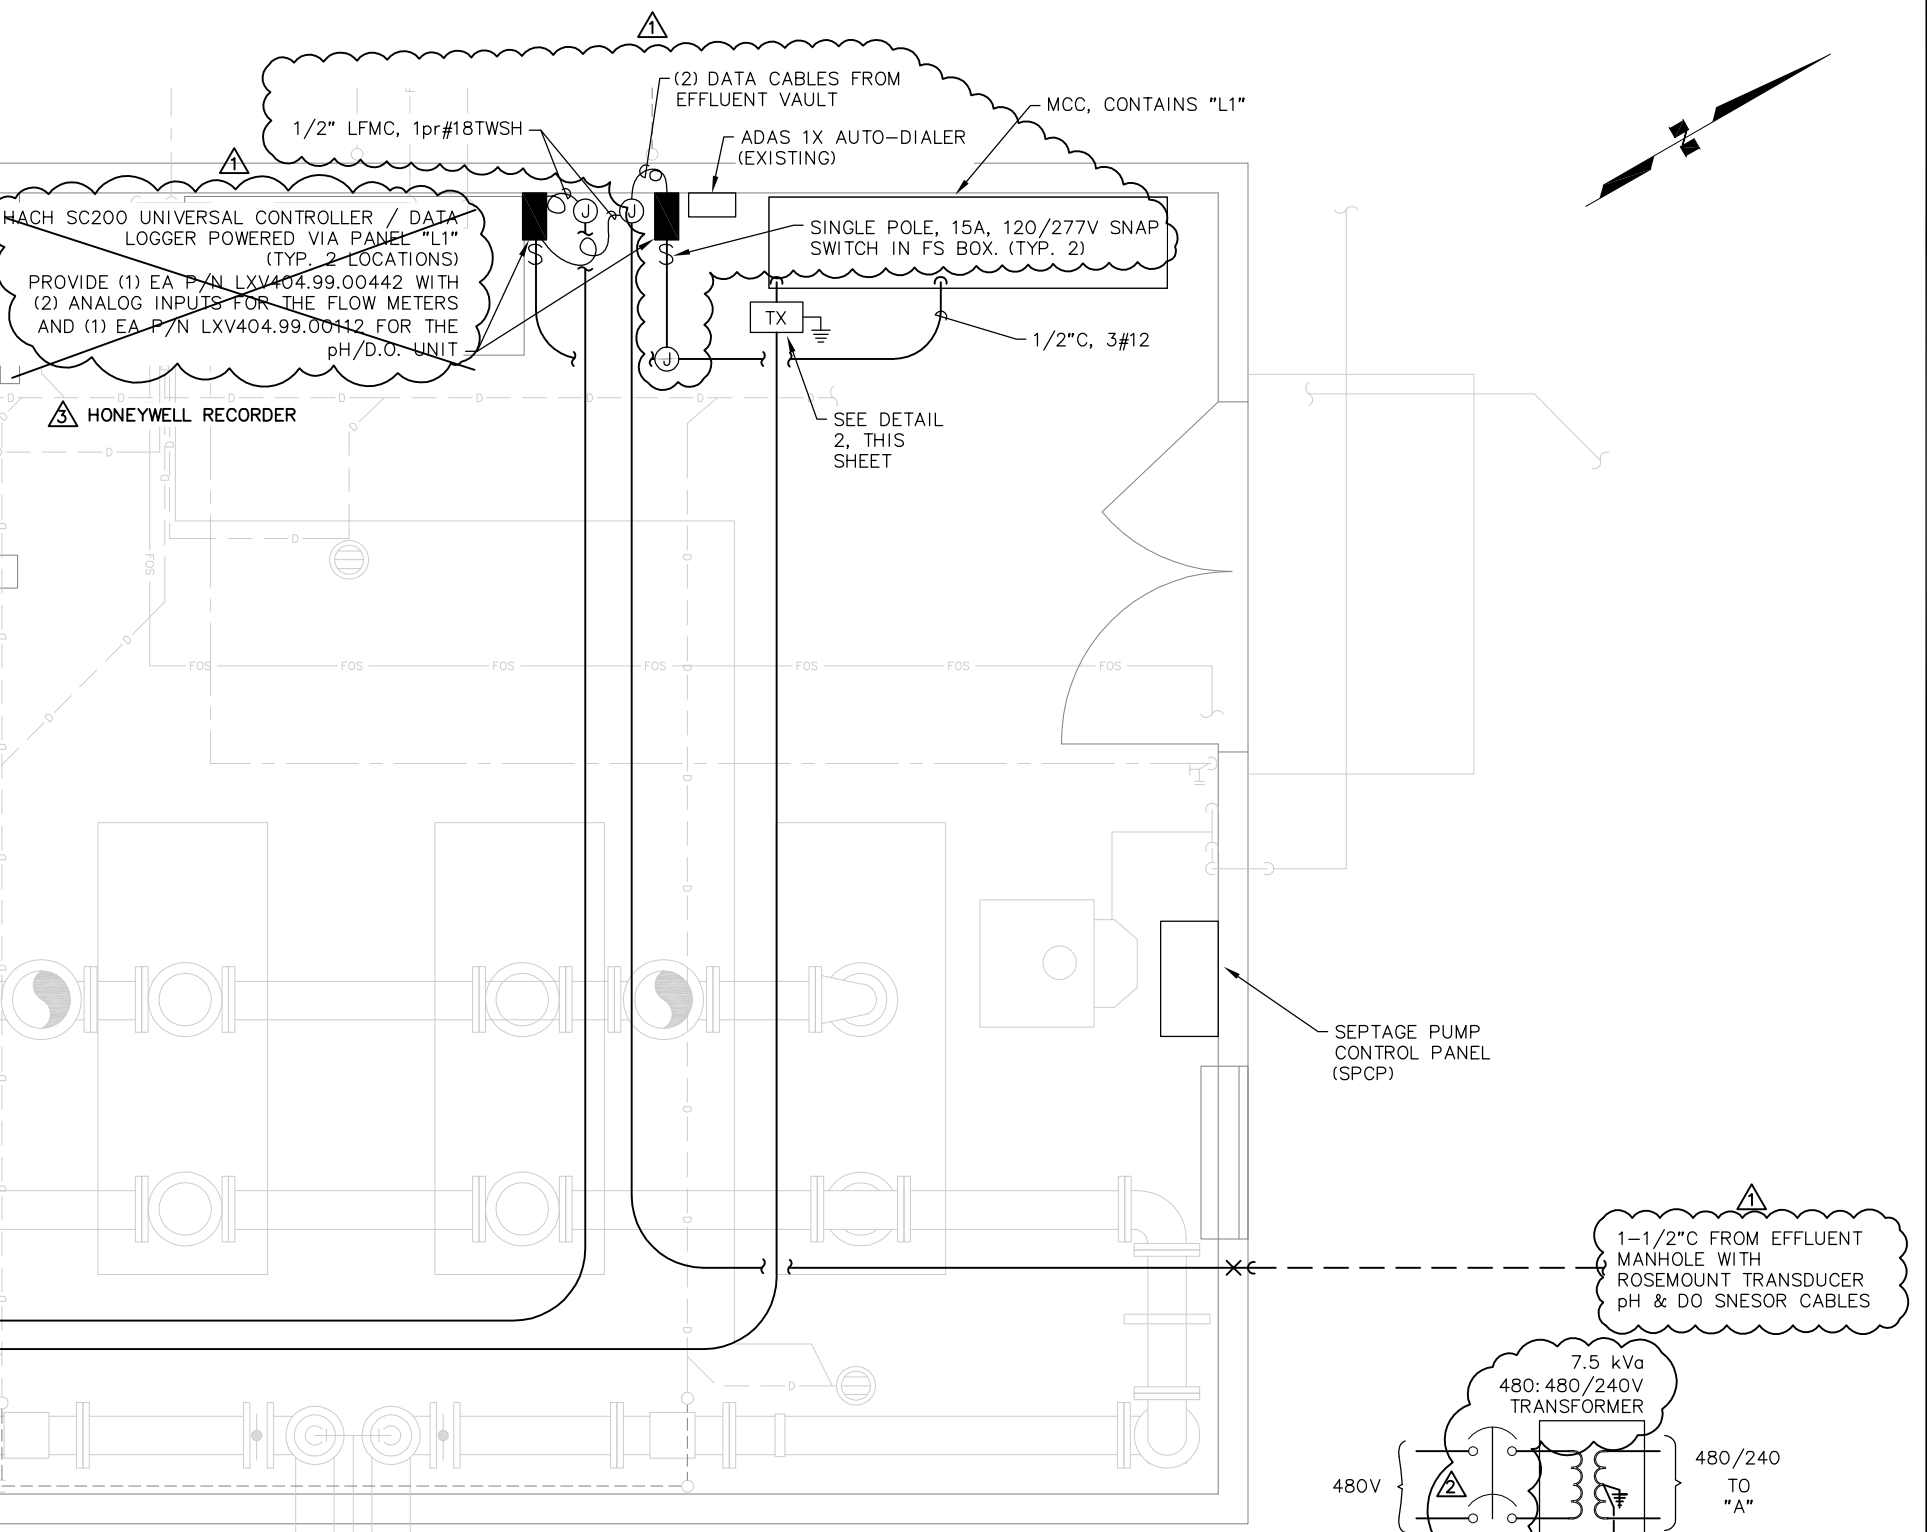 1
(2) DATA CABLES FROM
EFFLUENT VAULT
MCC, CONTAINS "L1"
1/2" LFMC, 1pr#18TWSH
ADAS 1X AUTO-DIALER
(EXISTING)
1
F
HACH SC200 UNIVERSAL CONTROLLER / DATA
LOGGER POWERED VIA PANEL "L1"
(TYP. 2 LOCATIONS)
PROVIDE (1) EA P/N LXV404.99.00442 WITH
(2) ANALOG INPUTS FOR THE FLOW METERS
AND (1) EA P/N LXV404.99.00112 FOR THE
pH/D.O. UNIT
J
J
S
S
SINGLE POLE, 15A, 120/277V SNAP
SWITCH IN FS BOX. (TYP. 2)
TX
J
1/2"C, 3#12
3 HONEYWELL RECORDER
SEE DETAIL
2, THIS
SHEET
D D D D D D
D
D
D
D
D
D
D
FOS
FOS FOS FOS FOS FOS FOS FOS
SEPTAGE PUMP
CONTROL PANEL
(SPCP)
1
1-1/2"C FROM EFFLUENT
MANHOLE WITH
ROSEMOUNT TRANSDUCER
pH & DO SNESOR CABLES
7.5 kVa
480:480/240V
TRANSFORMER
D
480V
2
480/240
TO
"A"